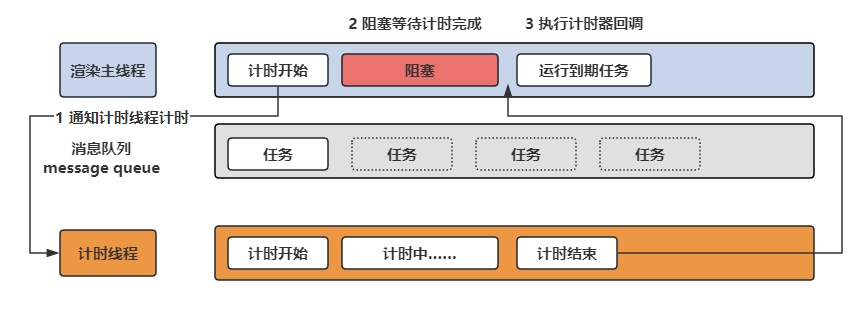 2 阻塞等待计时完成
3 执行计时器回调
渲染主线程
计时开始
阻塞
运行到期任务
1 通知计时线程计时
消息队列
message queue
任务
任务
任务
任务
计时线程
计时开始
计时中......
计时结束